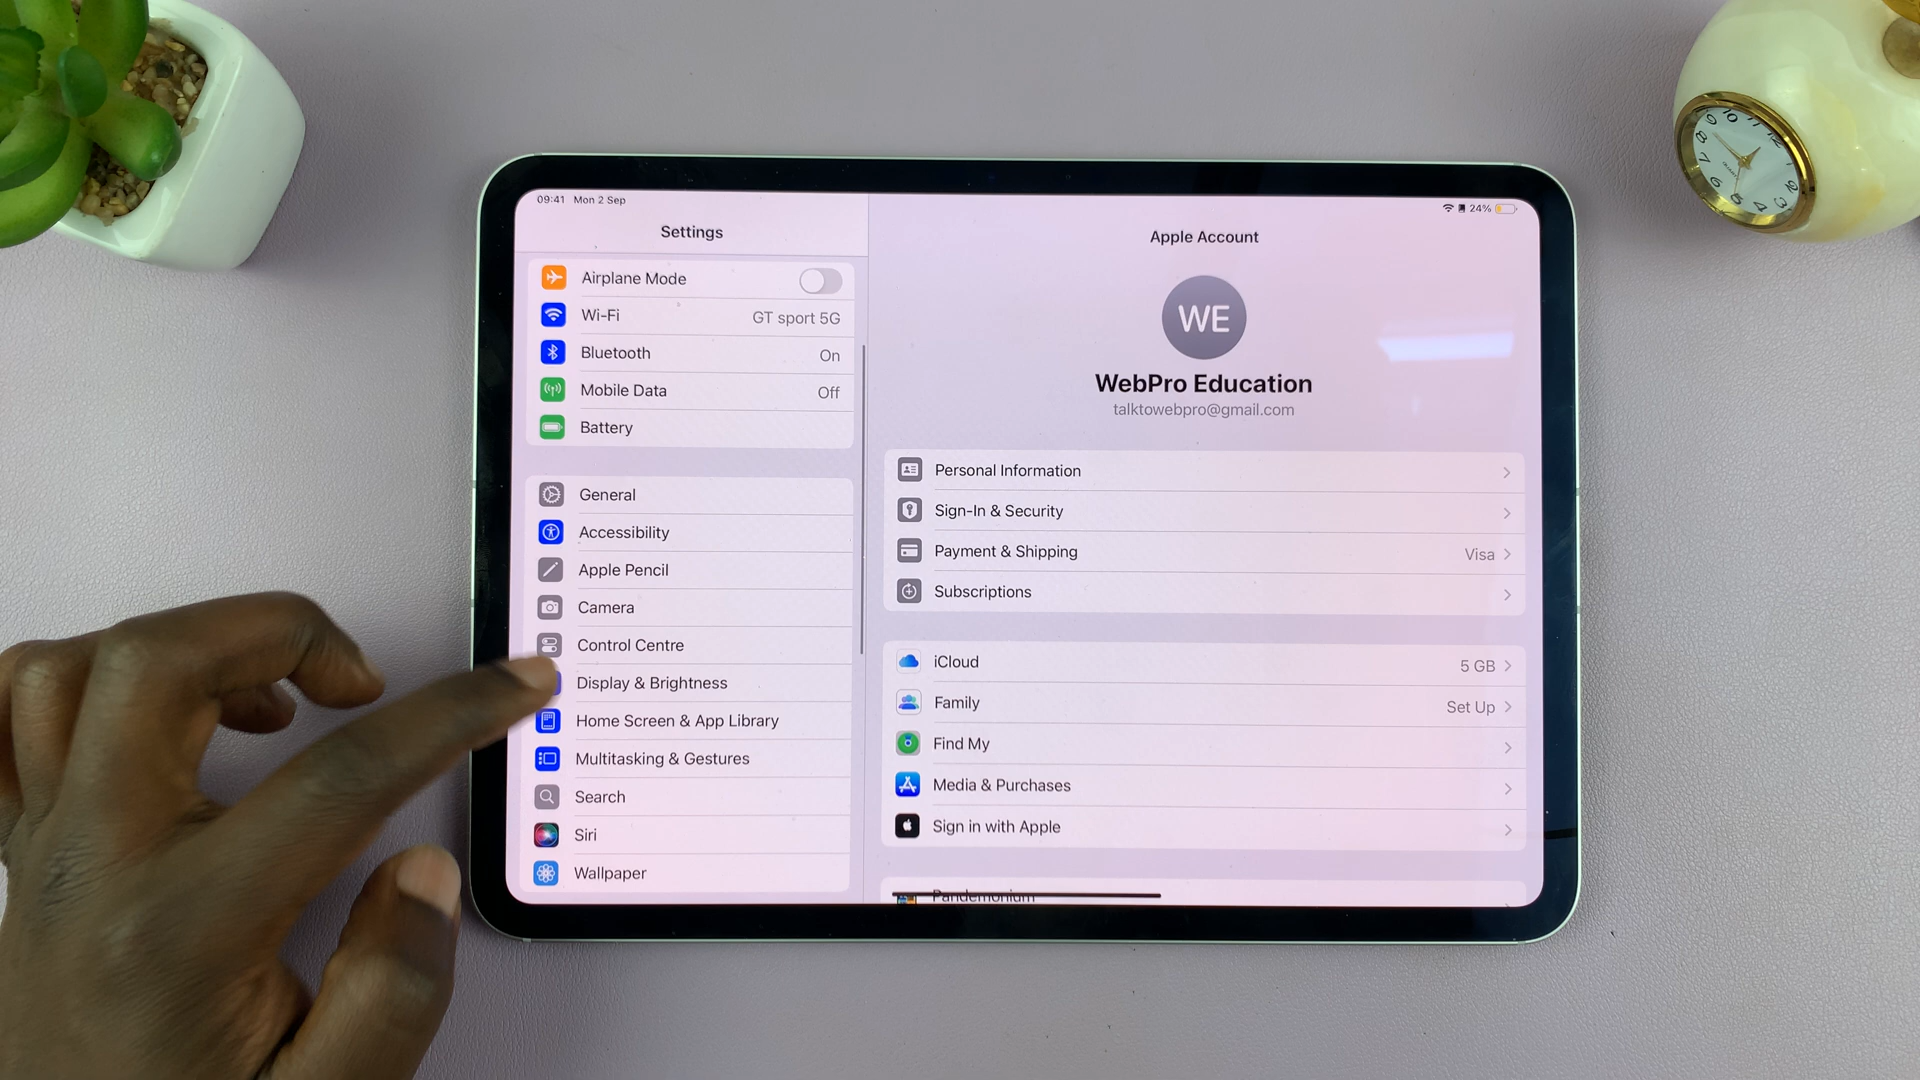 09:41 Mon 2 Sep
24%
Settings
Airplane Mode
Wi-Fi GT sport 5G
Bluetooth On
Mobile Data Off
Battery
General
Accessibility
Apple Pencil
Camera
Control Centre
Display & Brightness
Home Screen & App Library
Multitasking & Gestures
Search
Siri
Wallpaper
Apple Account
WE
WebPro Education
talktowebpro@gmail.com
Personal Information
Sign-In & Security
Payment & Shipping Visa
Subscriptions
iCloud 5 GB
Family Set Up
Find My
Media & Purchases
Sign in with Apple
Pandemonium